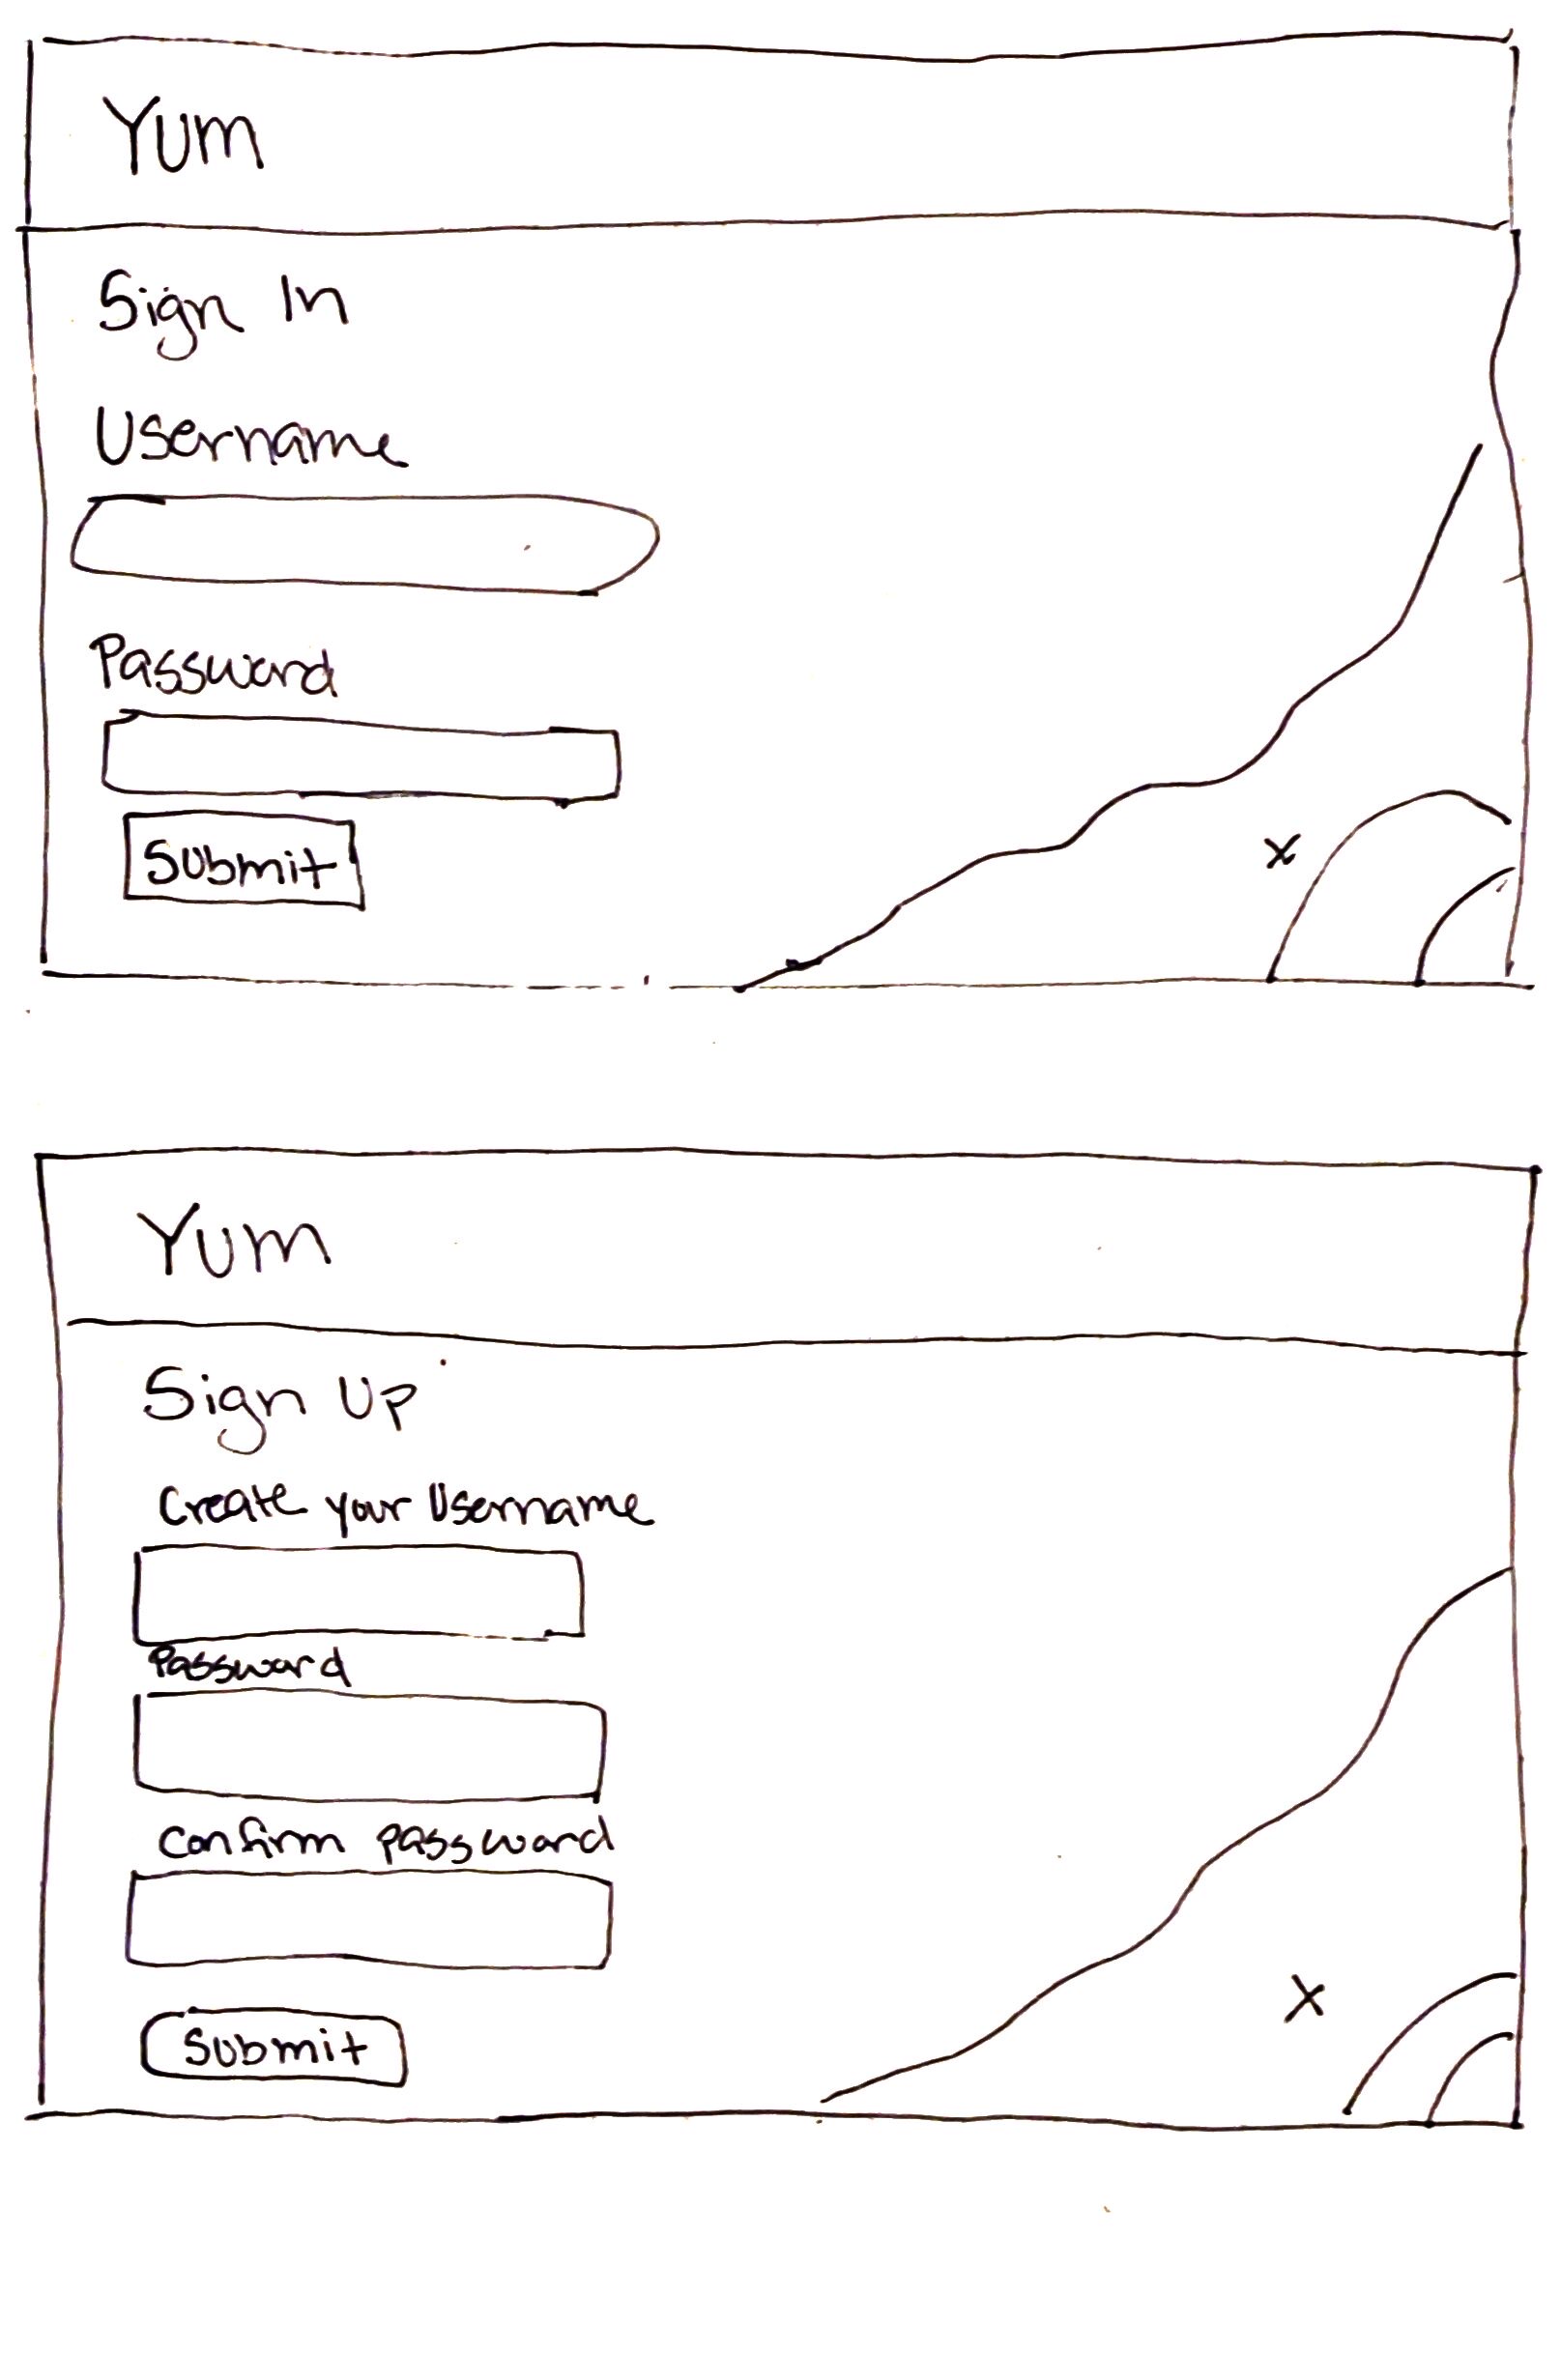 Yum
Sign In
Username
Password
Submit
x
Yum
Sign Up
Create your Username
Password
Confirm password
Submit
x